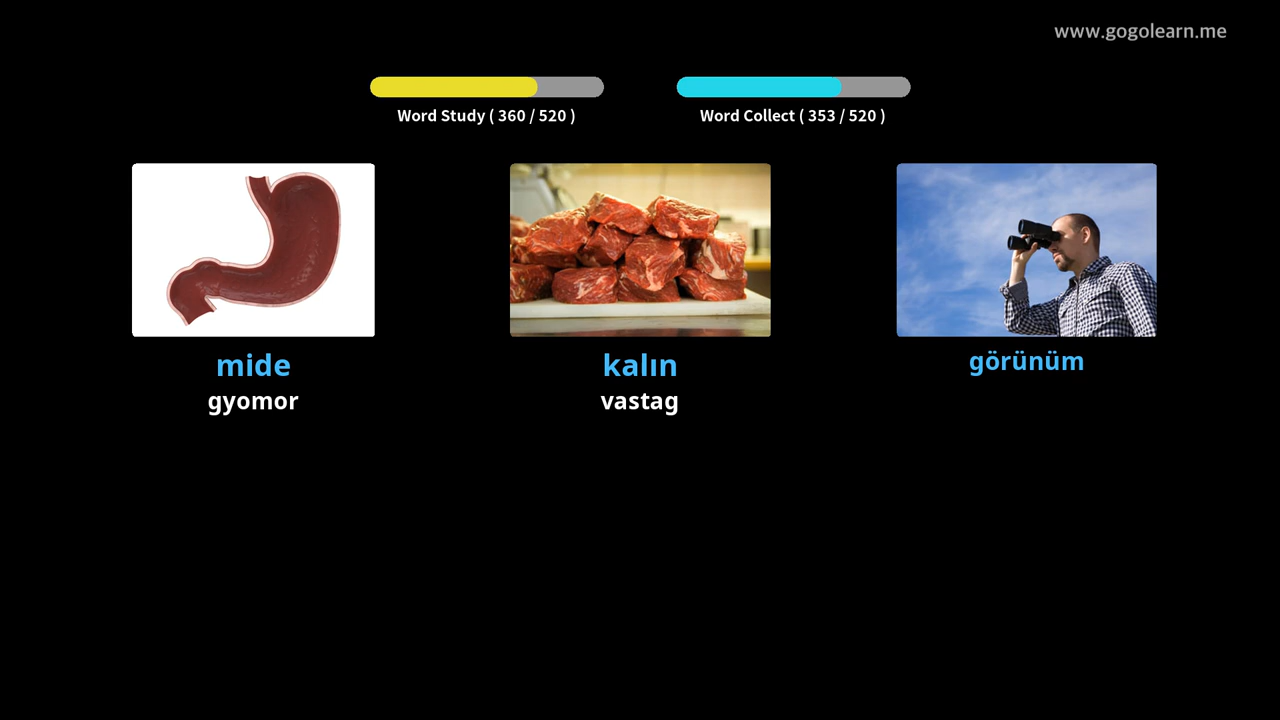 www.gogolearn.me
Word Study ( 360 / 520 )
Word Collect ( 353 / 520 )
mide
gyomor
kalın
vastag
görünüm